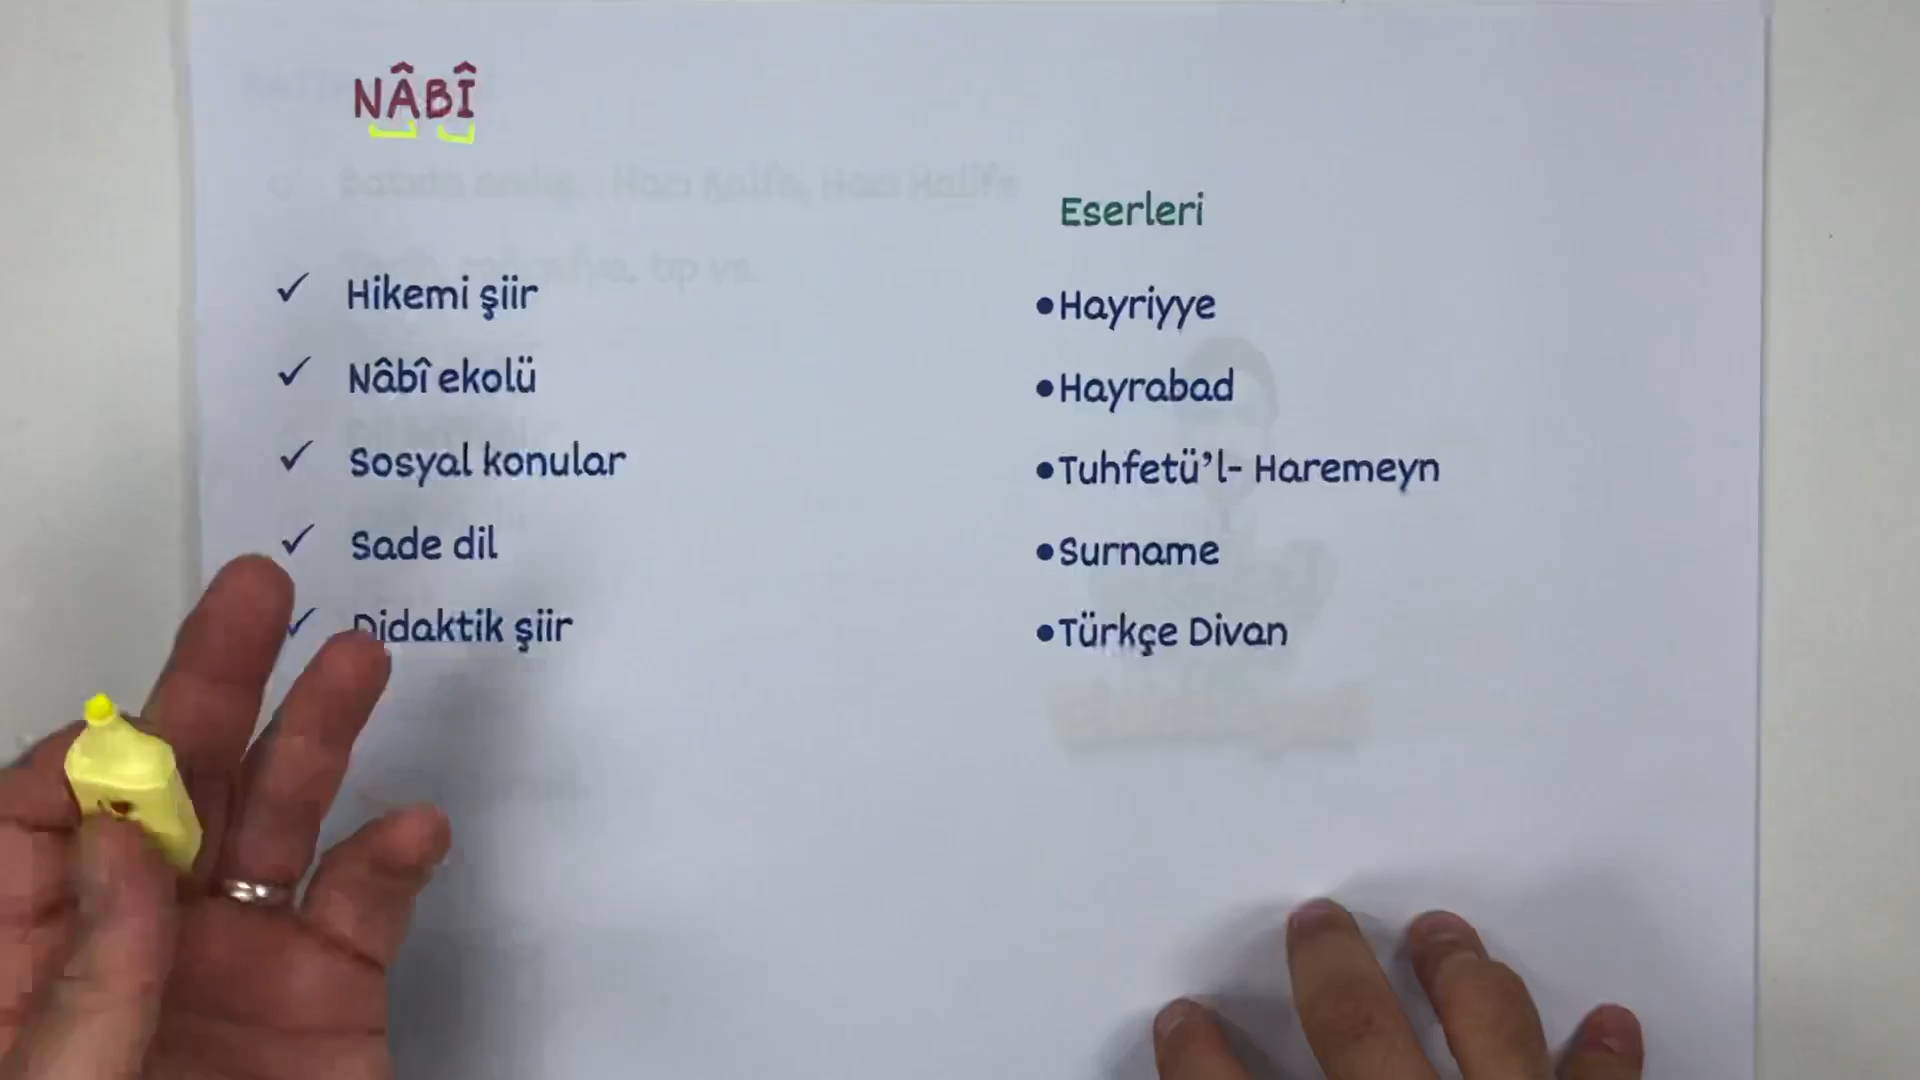 NÂBÎ
Hikemi şiir
Nâbî ekolü
Sosyal konular
Sade dil
Didaktik şiir
Eserleri
•Hayriyye
•Hayrabad
•Tuhfetü’l- Haremeyn
•Surname
•Türkçe Divan